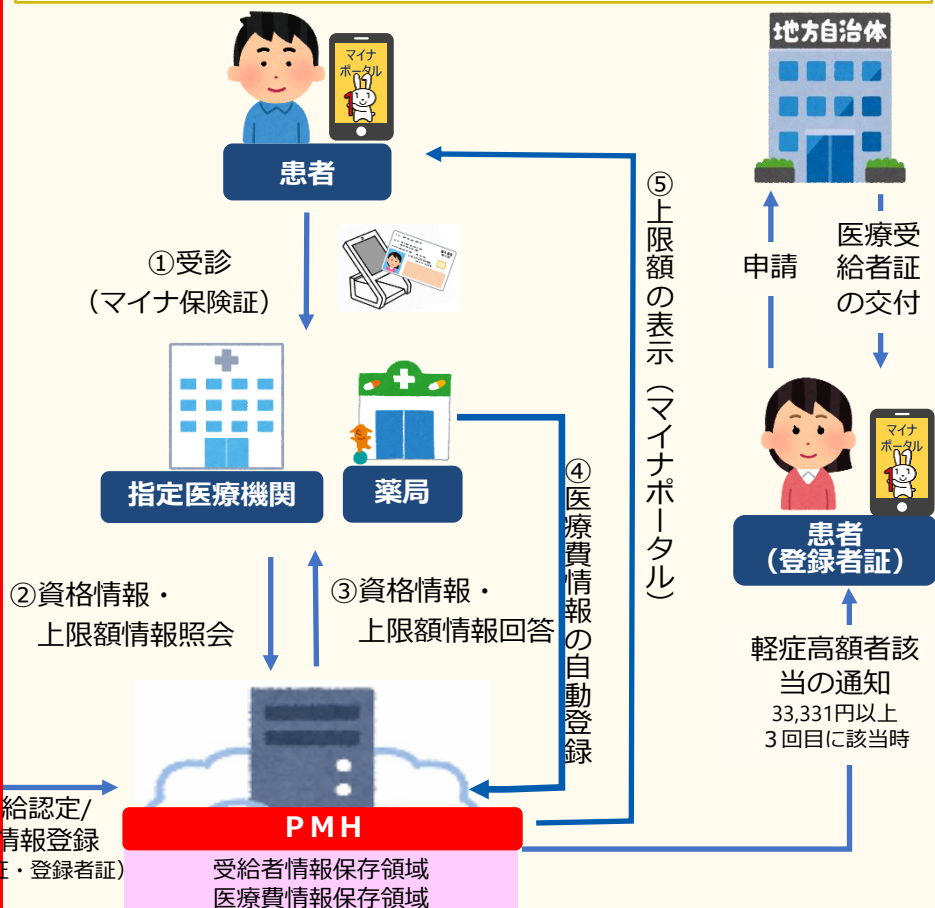 マイナ
ポータル
患者
①受診
（マイナ保険証）
指定医療機関
薬局
②資格情報・
上限額情報照会
③資格情報・
上限額情報回答
④医療費情報の自動登録
⑤上限額の表示（マイナポータル）
地方自治体
申請
医療受
給者証
の交付
マイナ
ポータル
患者
（登録者証）
軽症高額者該
当の通知
33,331円以上
３回目に該当時
給認定/
情報登録
証・登録者証）
PMH
受給者情報保存領域
医療費情報保存領域